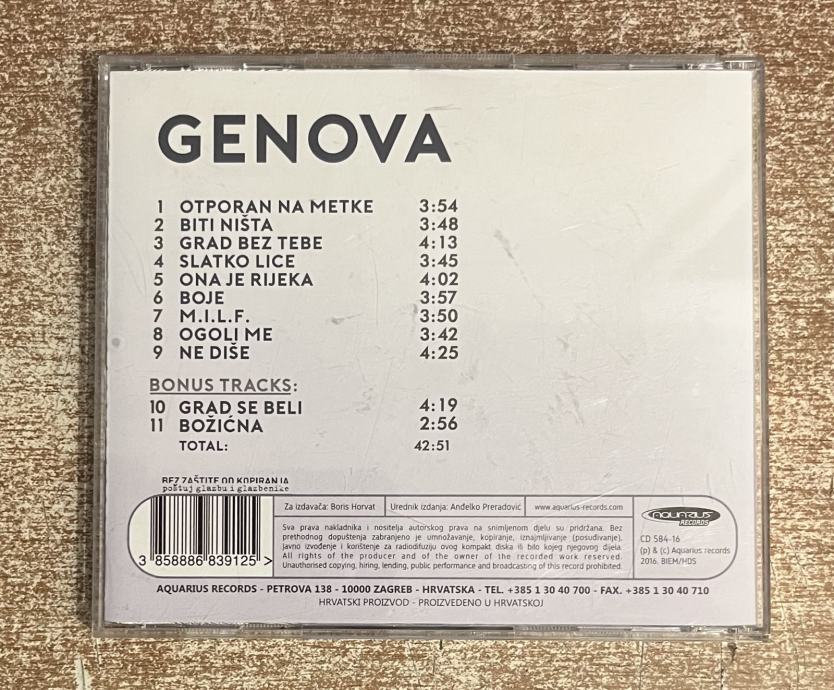 GENOVA
1 OTPORAN NA METKE 3:54
2 BITI NIŠTA 3:48
3 GRAD BEZ TEBE 4:13
4 SLATKO LICE 3:45
5 ONA JE RIJEKA 4:02
6 BOJE 3:57
7 M.I.L.F. 3:50
8 OGOLI ME 3:42
9 NE DIŠE 4:25
BONUS TRACKS:
10 GRAD SE BELI 4:19
11 BOŽIĆNA 2:56
TOTAL: 42:51
BEZ ZAŠTITE OD KOPIRANJA
poštuj glazbu i glazbenike
3 858886 839125 >
Za izdavača: Boris Horvat
Urednik izdanja: Anđelko Preradović
www.aquarius-records.com
Sva prava nakladnika i nositelja autorskog prava na snimljenom djelu su pridržana. Bez
prethodnog dopuštenja zabranjeno je umnožavanje, kopiranje, iznajmljivanje (posuđivanje),
javno izvođenje i korištenje za radiodifuziju ovog kompakt diska ili bilo kojeg njegovog dijela.
All rights of the producer and of the owner of the recorded work reserved.
Unauthorised copying, hiring, lending, public performance and broadcasting of this record prohibited.
AQUARIUS
RECORDS
CD 584-16
(p) & (c) Aquarius records
2016. BIEM/HDS
AQUARIUS RECORDS - PETROVA 138 - 10000 ZAGREB - HRVATSKA - TEL. +385 1 30 40 700 - FAX. +385 1 30 40 710
HRVATSKI PROIZVOD - PROIZVEDENO U HRVATSKOJ